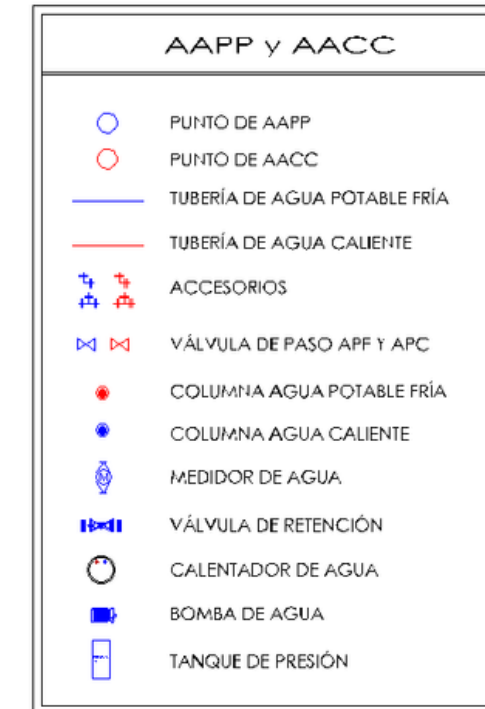 AAPP y AACC
PUNTO DE AAPP
PUNTO DE AACC
TUBERÍA DE AGUA POTABLE FRÍA
TUBERÍA DE AGUA CALIENTE
ACCESORIOS
VÁLVULA DE PASO APF Y APC
COLUMNA AGUA POTABLE FRÍA
COLUMNA AGUA CALIENTE
M
MEDIDOR DE AGUA
VÁLVULA DE RETENCIÓN
CALENTADOR DE AGUA
BOMBA DE AGUA
TANQUE DE PRESIÓN